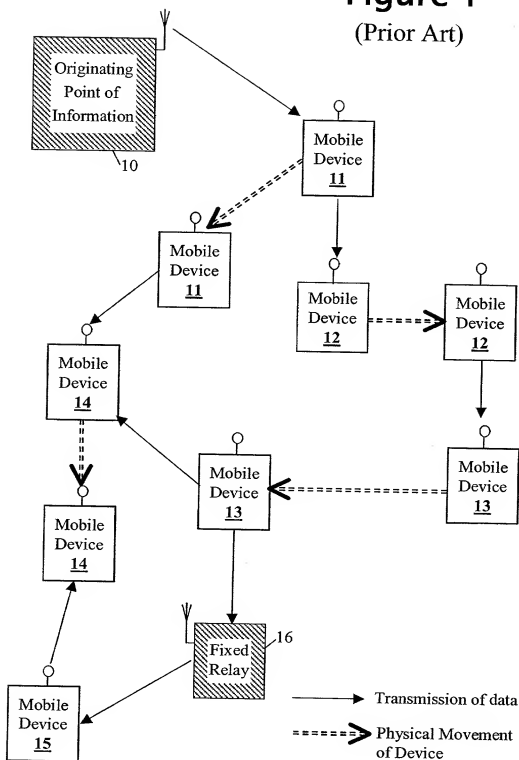 Figure 1
(Prior Art)
Originating
Point of
Information
10
Mobile
Device
11
Mobile
Device
11
Mobile
Device
12
Mobile
Device
12
Mobile
Device
14
Mobile
Device
13
Mobile
Device
13
Mobile
Device
14
Fixed
Relay
16
Mobile
Device
15
Transmission of data
Physical Movement
of Device